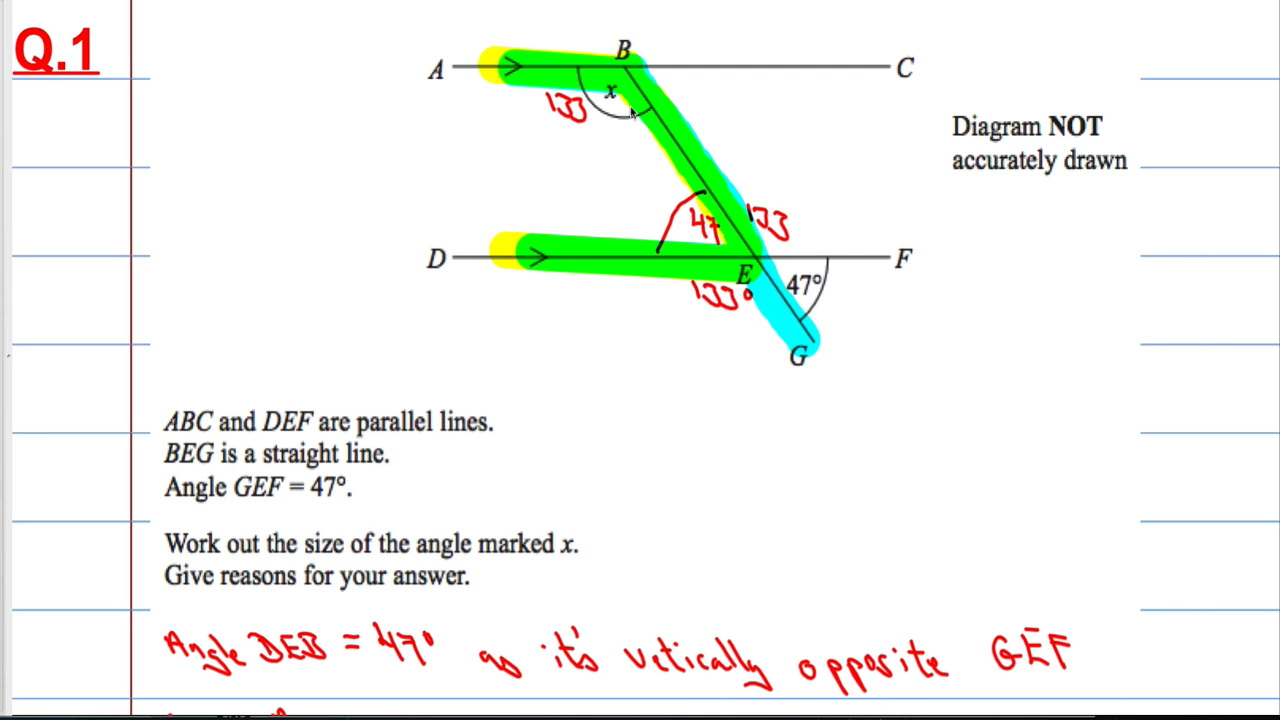 Q.1
B
A
C
x
133
Diagram NOT
accurately drawn
47
133
D
E
F
47°
133°
G
ABC and DEF are parallel lines.
BEG is a straight line.
Angle GEF = 47°.
Work out the size of the angle marked x.
Give reasons for your answer.
Angle DEB = 47° as it's vetically opposite GEF